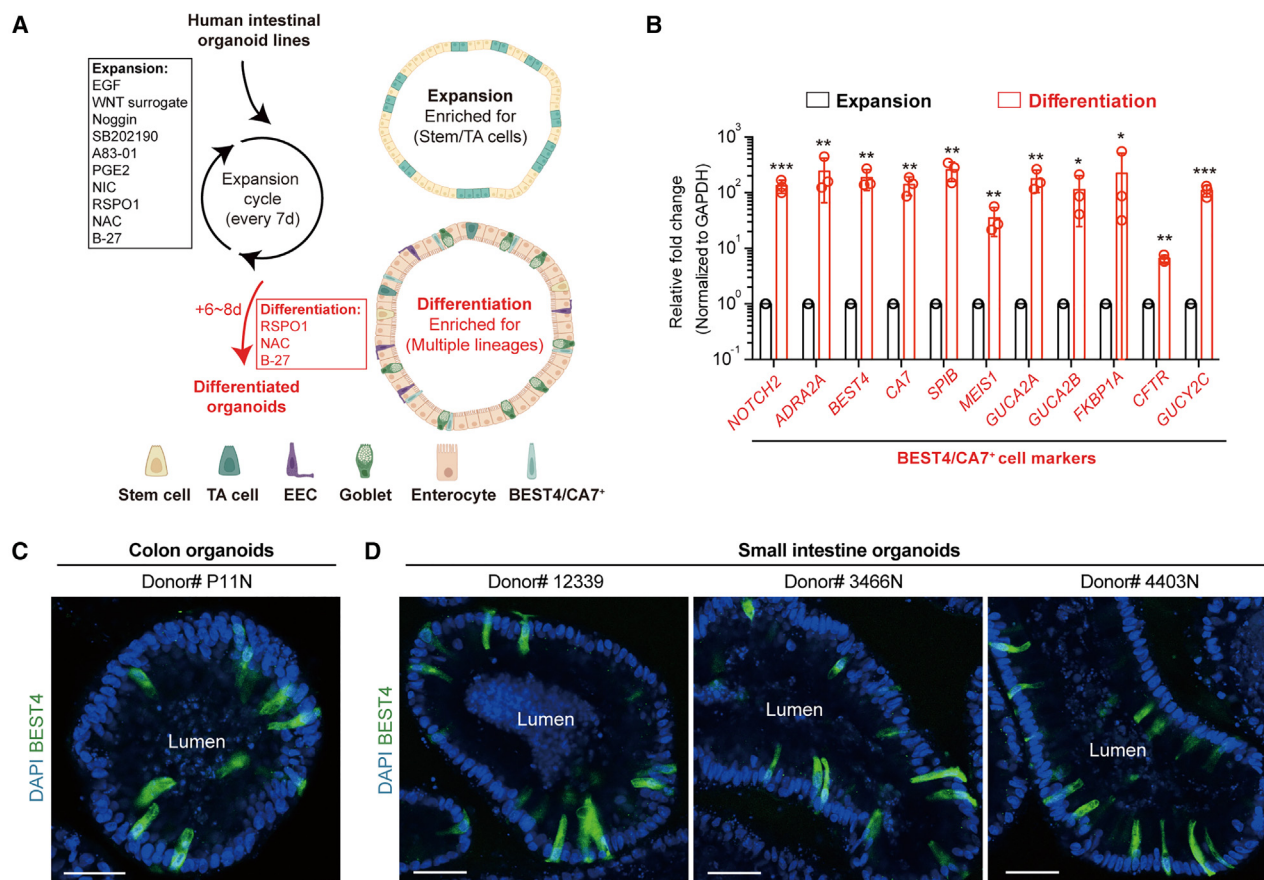 A
Human intestinal
organoid lines
Expansion:
EGF
WNT surrogate
Noggin
SB202190
A83-01
PGE2
NIC
RSPO1
NAC
B-27
Expansion
cycle
(every 7d)
+6~8d
Differentiation:
RSPO1
NAC
B-27
Differentiated
organoids
Expansion
Enriched for
(Stem/TA cells)
Differentiation
Enriched for
(Multiple lineages)
Stem cell TA cell EEC Goblet Enterocyte BEST4/CA7+
B
Expansion Differentiation
Relative fold change
(Normalized to GAPDH)
10³
10²
10¹
10⁰
10⁻¹
*** ** ** ** ** ** ** * * ** ***
NOTCH2 ADRA2A BEST4 CA7 SPIB MEIS1 GUCA2A GUCA2B FKBP1A CFTR GUCY2C
BEST4/CA7⁺ cell markers
C
Colon organoids
Donor# P11N
DAPI BEST4
Lumen
D
Small intestine organoids
Donor# 12339 Donor# 3466N Donor# 4403N
DAPI BEST4
Lumen Lumen Lumen